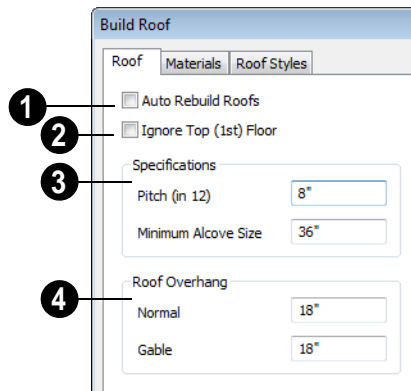 Build Roof
Roof Materials Roof Styles
1 Auto Rebuild Roofs
2 Ignore Top (1st) Floor
Specifications
3 Pitch (in 12) 8"
Minimum Alcove Size 36"
Roof Overhang
4 Normal 18"
Gable 18"